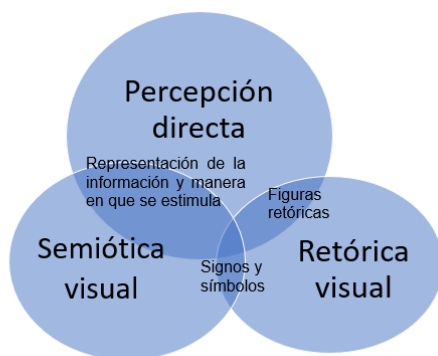 Percepción
directa
Representación de la
información y manera
en que se estimula
Figuras
retóricas
Semiótica
visual
Signos y
símbolos
Retórica
visual